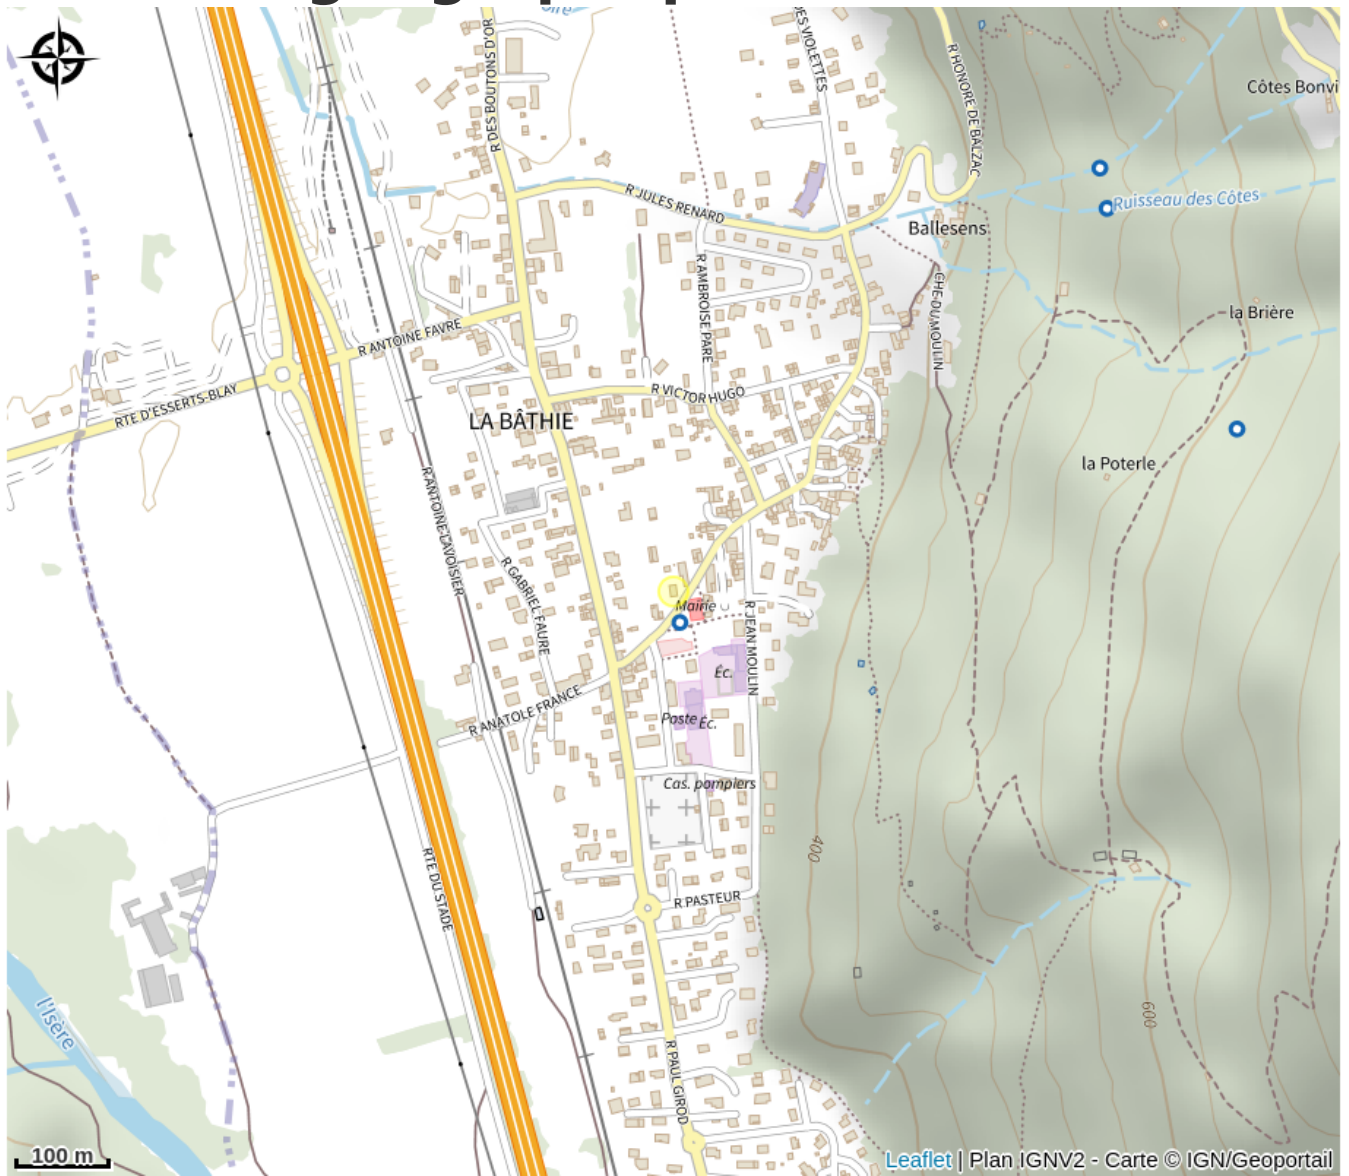 R DES BOUTONS D'OR
DES VIOLETTES
R HONORE DE BALZAC
Côtes Bonvi
R JULES RENARD
Ruisseau des Côtes
Ballesens
R AMBROISE PARE
CHE DU MOULIN
la Brière
R ANTOINE FAVRE
RTE D'ESSERTS-BLAY
R VICTOR HUGO
LA BÂTHIE
la Poterle
R ANTOINE LAVOISIER
R GABRIEL FAURE
Mairie
R JEAN MOULIN
Éc.
R ANATOLE FRANCE
Poste
Éc.
Cas. pompiers
400
RTE DU STADE
R PASTEUR
l'Isère
600
R PAUL GIROD
100 m
Leaflet | Plan IGNV2 - Carte © IGN/Geoportail